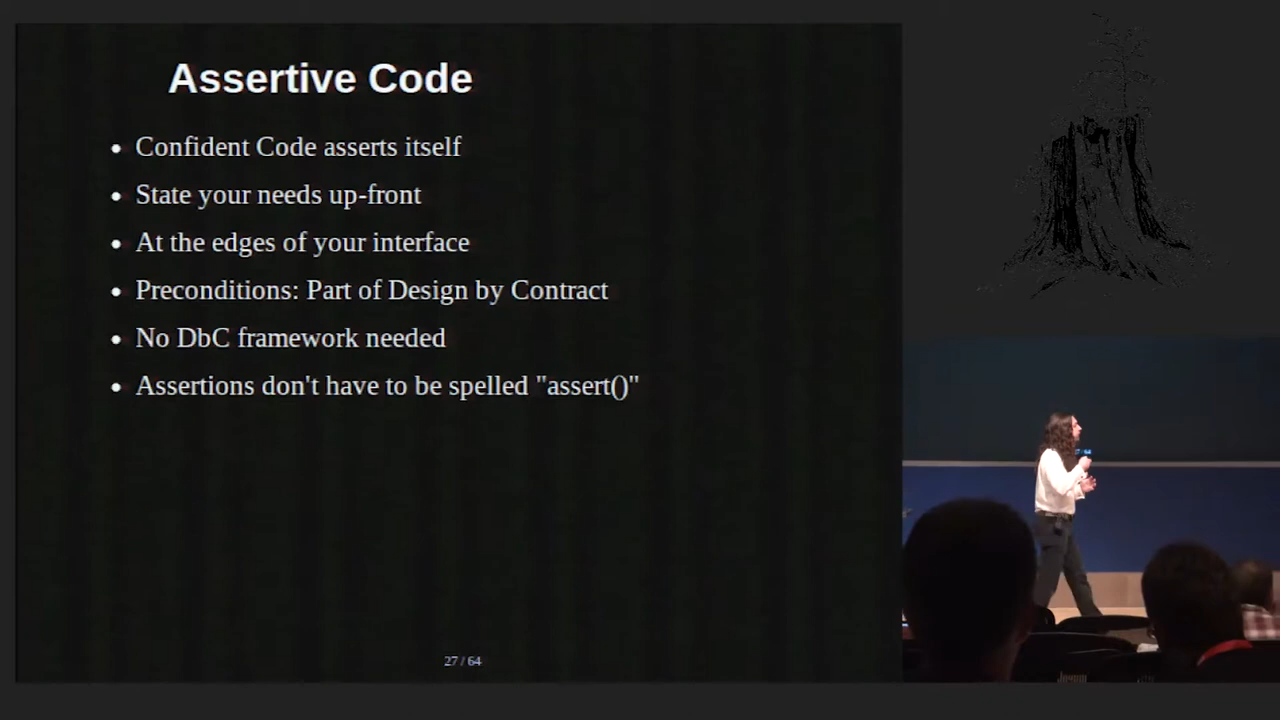 Assertive Code
• Confident Code asserts itself
• State your needs up-front
• At the edges of your interface
• Preconditions: Part of Design by Contract
• No DbC framework needed
• Assertions don't have to be spelled "assert()"
27 / 64